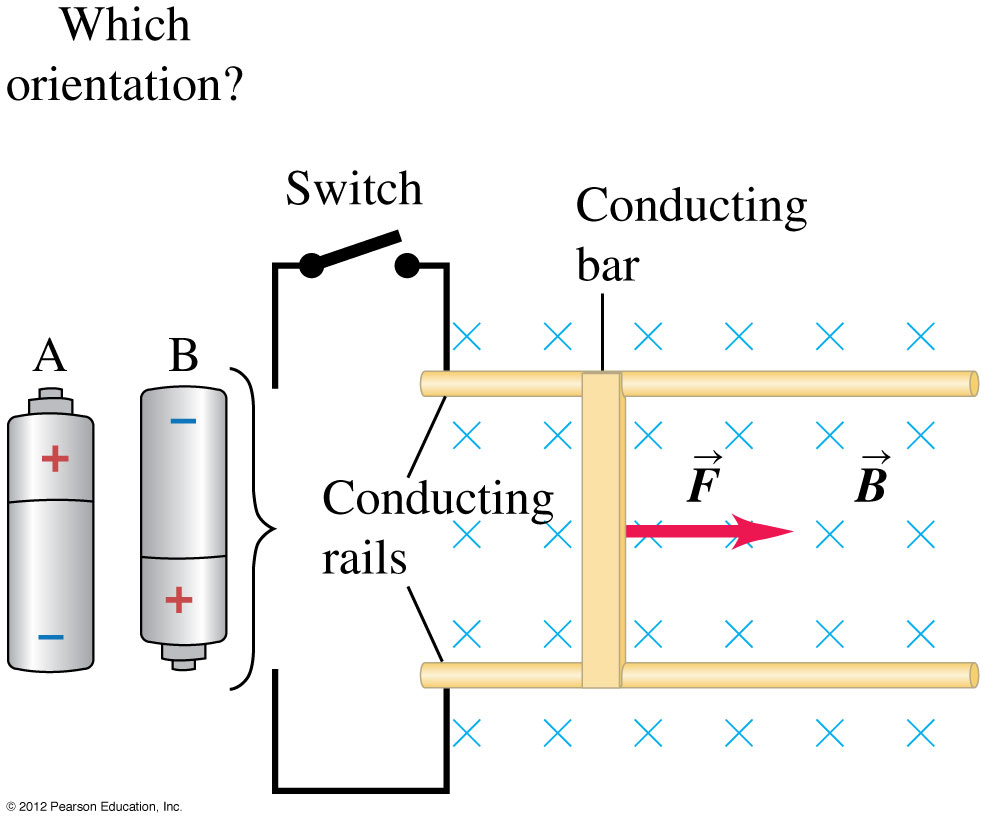 Which
orientation?
Switch
Conducting
bar
A
B
+
−
−
+
Conducting
rails
F⃗
B⃗
© 2012 Pearson Education, Inc.